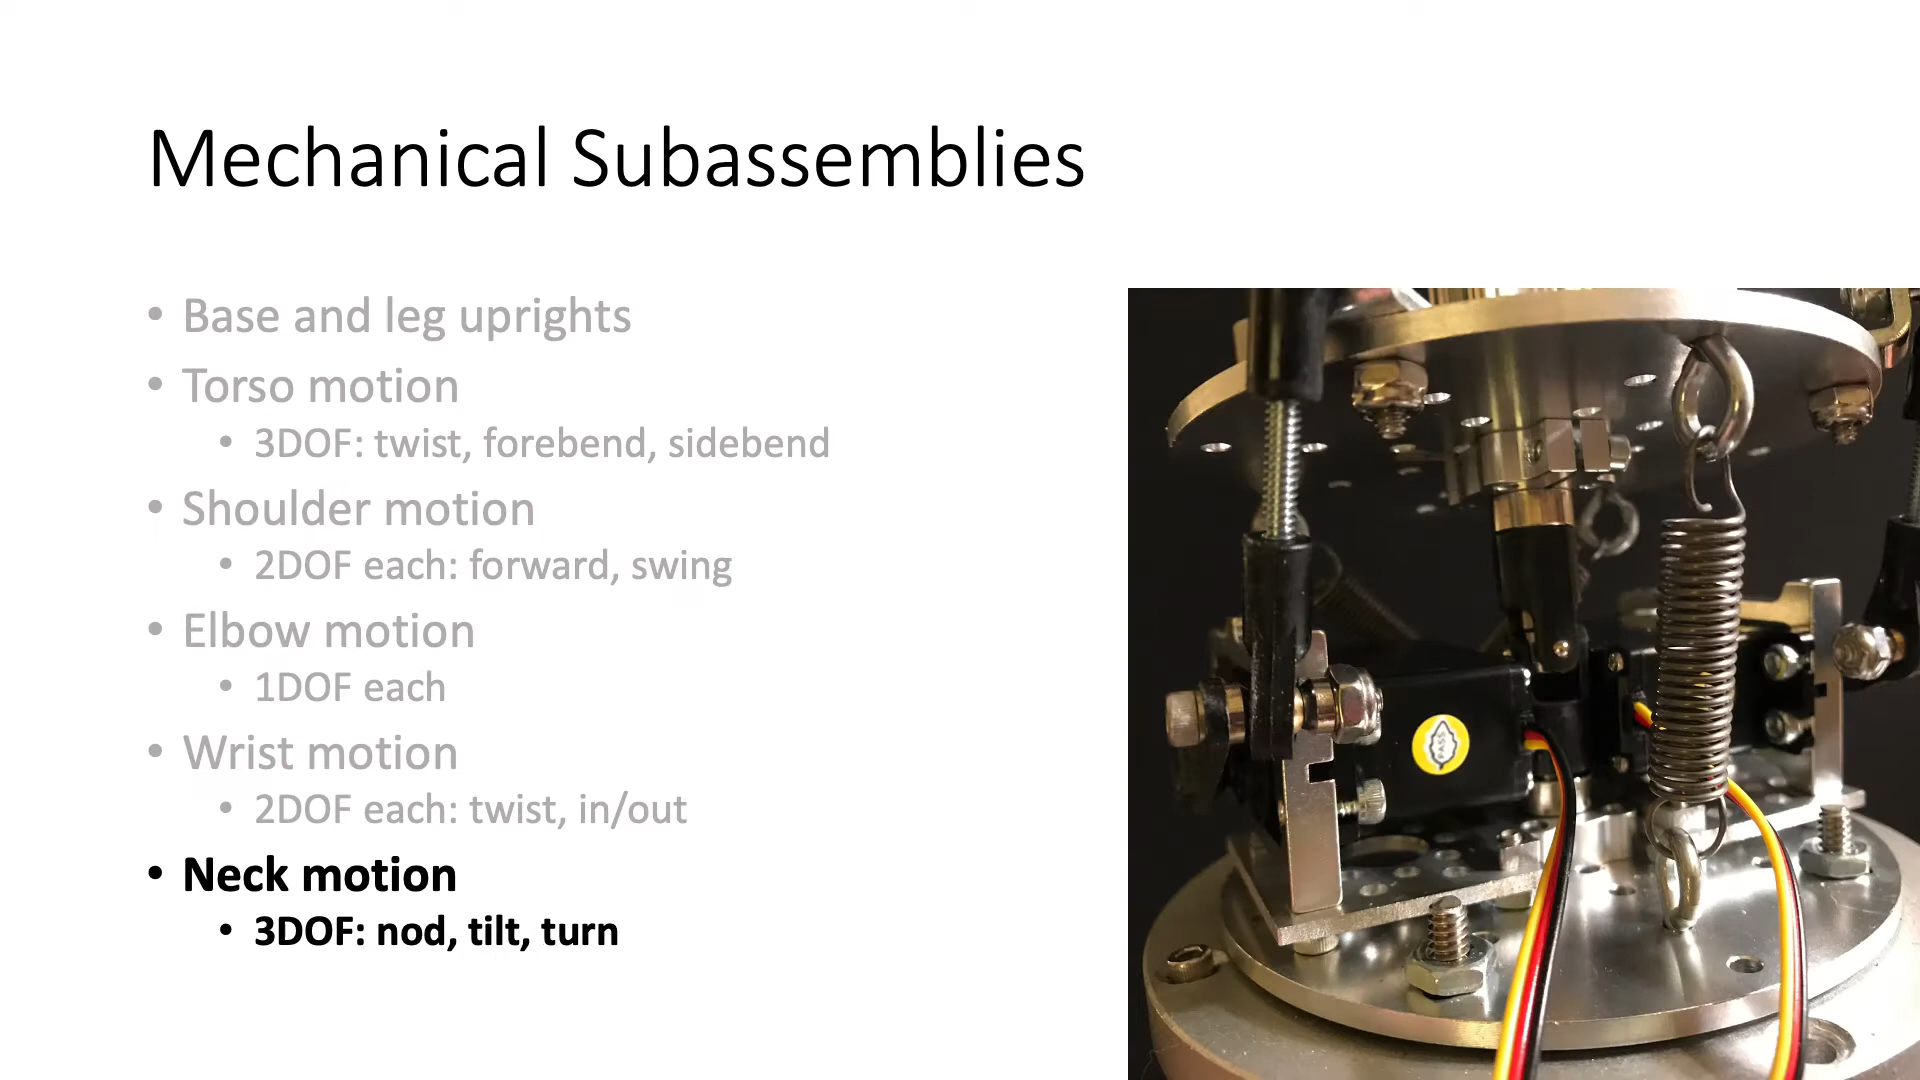 Mechanical Subassemblies
• Base and leg uprights
• Torso motion
• 3DOF: twist, forebend, sidebend
• Shoulder motion
• 2DOF each: forward, swing
• Elbow motion
• 1DOF each
• Wrist motion
• 2DOF each: twist, in/out
• Neck motion
• 3DOF: nod, tilt, turn
PASS